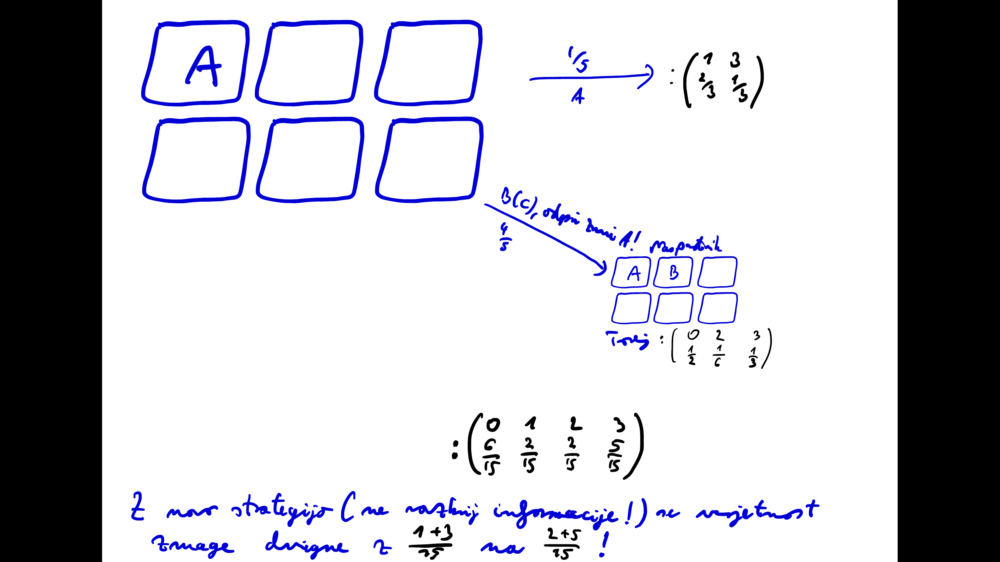 A
1/5
A
: ( 1 3
2/3 1/3 )
B(C), odpri znani A! Nasprotnik
4/5
A B
Torej : ( 0 2 3
1/2 1/6 1/3 )
: ( 0 1 2 3
6/15 2/15 2/15 5/15 )
Z novo strategijo (ne razkrij informacije!) se verjetnost
zmage dvigne z (1+3)/15 na (2+5)/15 !